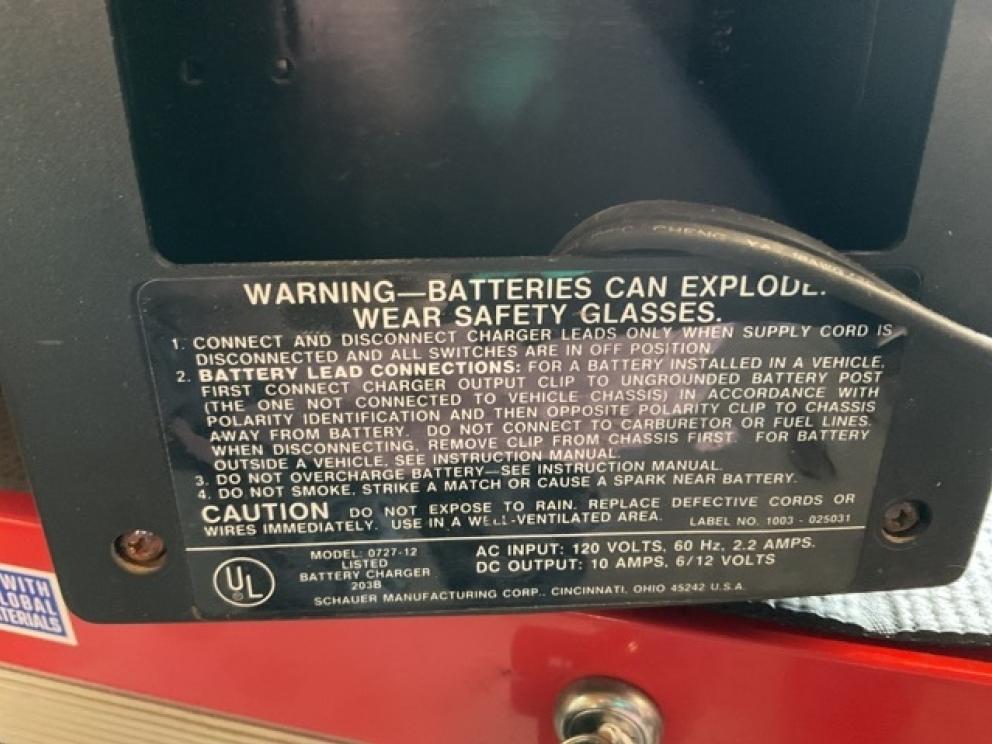 CHENG YA
WARNING—BATTERIES CAN EXPLODE.
WEAR SAFETY GLASSES.
1. CONNECT AND DISCONNECT CHARGER LEADS ONLY WHEN SUPPLY CORD IS
DISCONNECTED AND ALL SWITCHES ARE IN OFF POSITION.
2. BATTERY LEAD CONNECTIONS: FOR A BATTERY INSTALLED IN A VEHICLE,
FIRST CONNECT CHARGER OUTPUT CLIP TO UNGROUNDED BATTERY POST
(THE ONE NOT CONNECTED TO VEHICLE CHASSIS) IN ACCORDANCE WITH
POLARITY IDENTIFICATION AND THEN OPPOSITE POLARITY CLIP TO CHASSIS
AWAY FROM BATTERY. DO NOT CONNECT TO CARBURETOR OR FUEL LINES.
WHEN DISCONNECTING, REMOVE CLIP FROM CHASSIS FIRST. FOR BATTERY
OUTSIDE A VEHICLE, SEE INSTRUCTION MANUAL.
3. DO NOT OVERCHARGE BATTERY—SEE INSTRUCTION MANUAL.
4. DO NOT SMOKE, STRIKE A MATCH OR CAUSE A SPARK NEAR BATTERY.
CAUTION DO NOT EXPOSE TO RAIN. REPLACE DEFECTIVE CORDS OR
WIRES IMMEDIATELY. USE IN A WELL-VENTILATED AREA. LABEL NO. 1003 - 025031
UL
MODEL: 0727-12
LISTED
BATTERY CHARGER
203B
AC INPUT: 120 VOLTS, 60 Hz, 2.2 AMPS.
DC OUTPUT: 10 AMPS, 6/12 VOLTS
SCHAUER MANUFACTURING CORP., CINCINNATI, OHIO 45242 U.S.A.
WITH
LOBAL
TERIALS